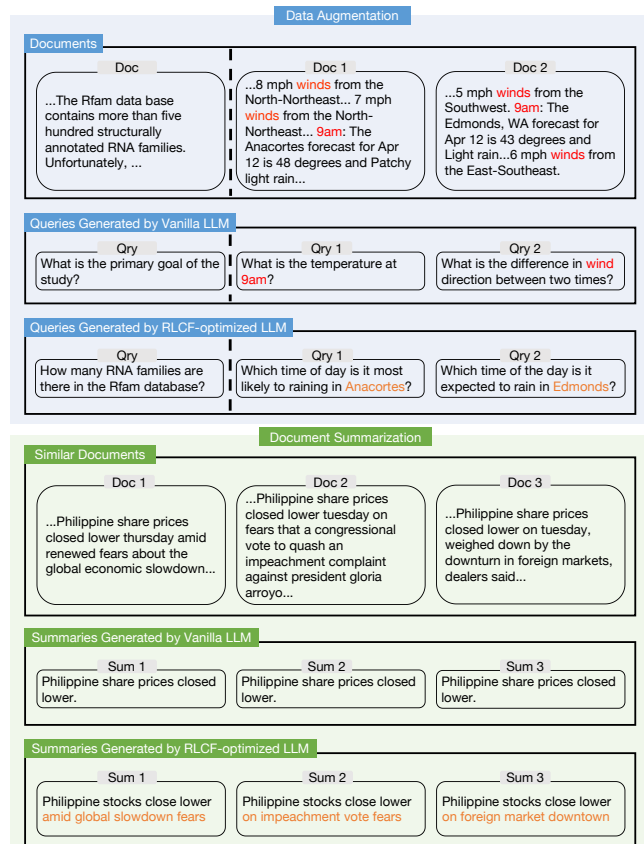 Data Augmentation
Documents
Doc
...The Rfam data base
contains more than five
hundred structurally
annotated RNA families.
Unfortunately, ...
Doc 1
...8 mph winds from the
North-Northeast... 7 mph
winds from the North-
Northeast... 9am: The
Anacortes forecast for Apr
12 is 48 degrees and Patchy
light rain...
Doc 2
...5 mph winds from the
Southwest. 9am: The
Edmonds, WA forecast for
Apr 12 is 43 degrees and
Light rain...6 mph winds from
the East-Southeast.
Queries Generated by Vanilla LLM
Qry
What is the primary goal of the
study?
Qry 1
What is the temperature at
9am?
Qry 2
What is the difference in wind
direction between two times?
Queries Generated by RLCF-optimized LLM
Qry
How many RNA families are
there in the Rfam database?
Qry 1
Which time of day is it most
likely to raining in Anacortes?
Qry 2
Which time of the day is it
expected to rain in Edmonds?
Document Summarization
Similar Documents
Doc 1
...Philippine share prices
closed lower thursday amid
renewed fears about the
global economic slowdown...
Doc 2
...Philippine share prices
closed lower tuesday on
fears that a congressional
vote to quash an
impeachment complaint
against president gloria
arroyo...
Doc 3
...Philippine share prices
closed lower on tuesday,
weighed down by the
downturn in foreign markets,
dealers said...
Summaries Generated by Vanilla LLM
Sum 1
Philippine share prices closed
lower.
Sum 2
Philippine share prices closed
lower.
Sum 3
Philippine share prices closed
lower.
Summaries Generated by RLCF-optimized LLM
Sum 1
Philippine stocks close lower
amid global slowdown fears
Sum 2
Philippine stocks close lower
on impeachment vote fears
Sum 3
Philippine stocks close lower
on foreign market downtown